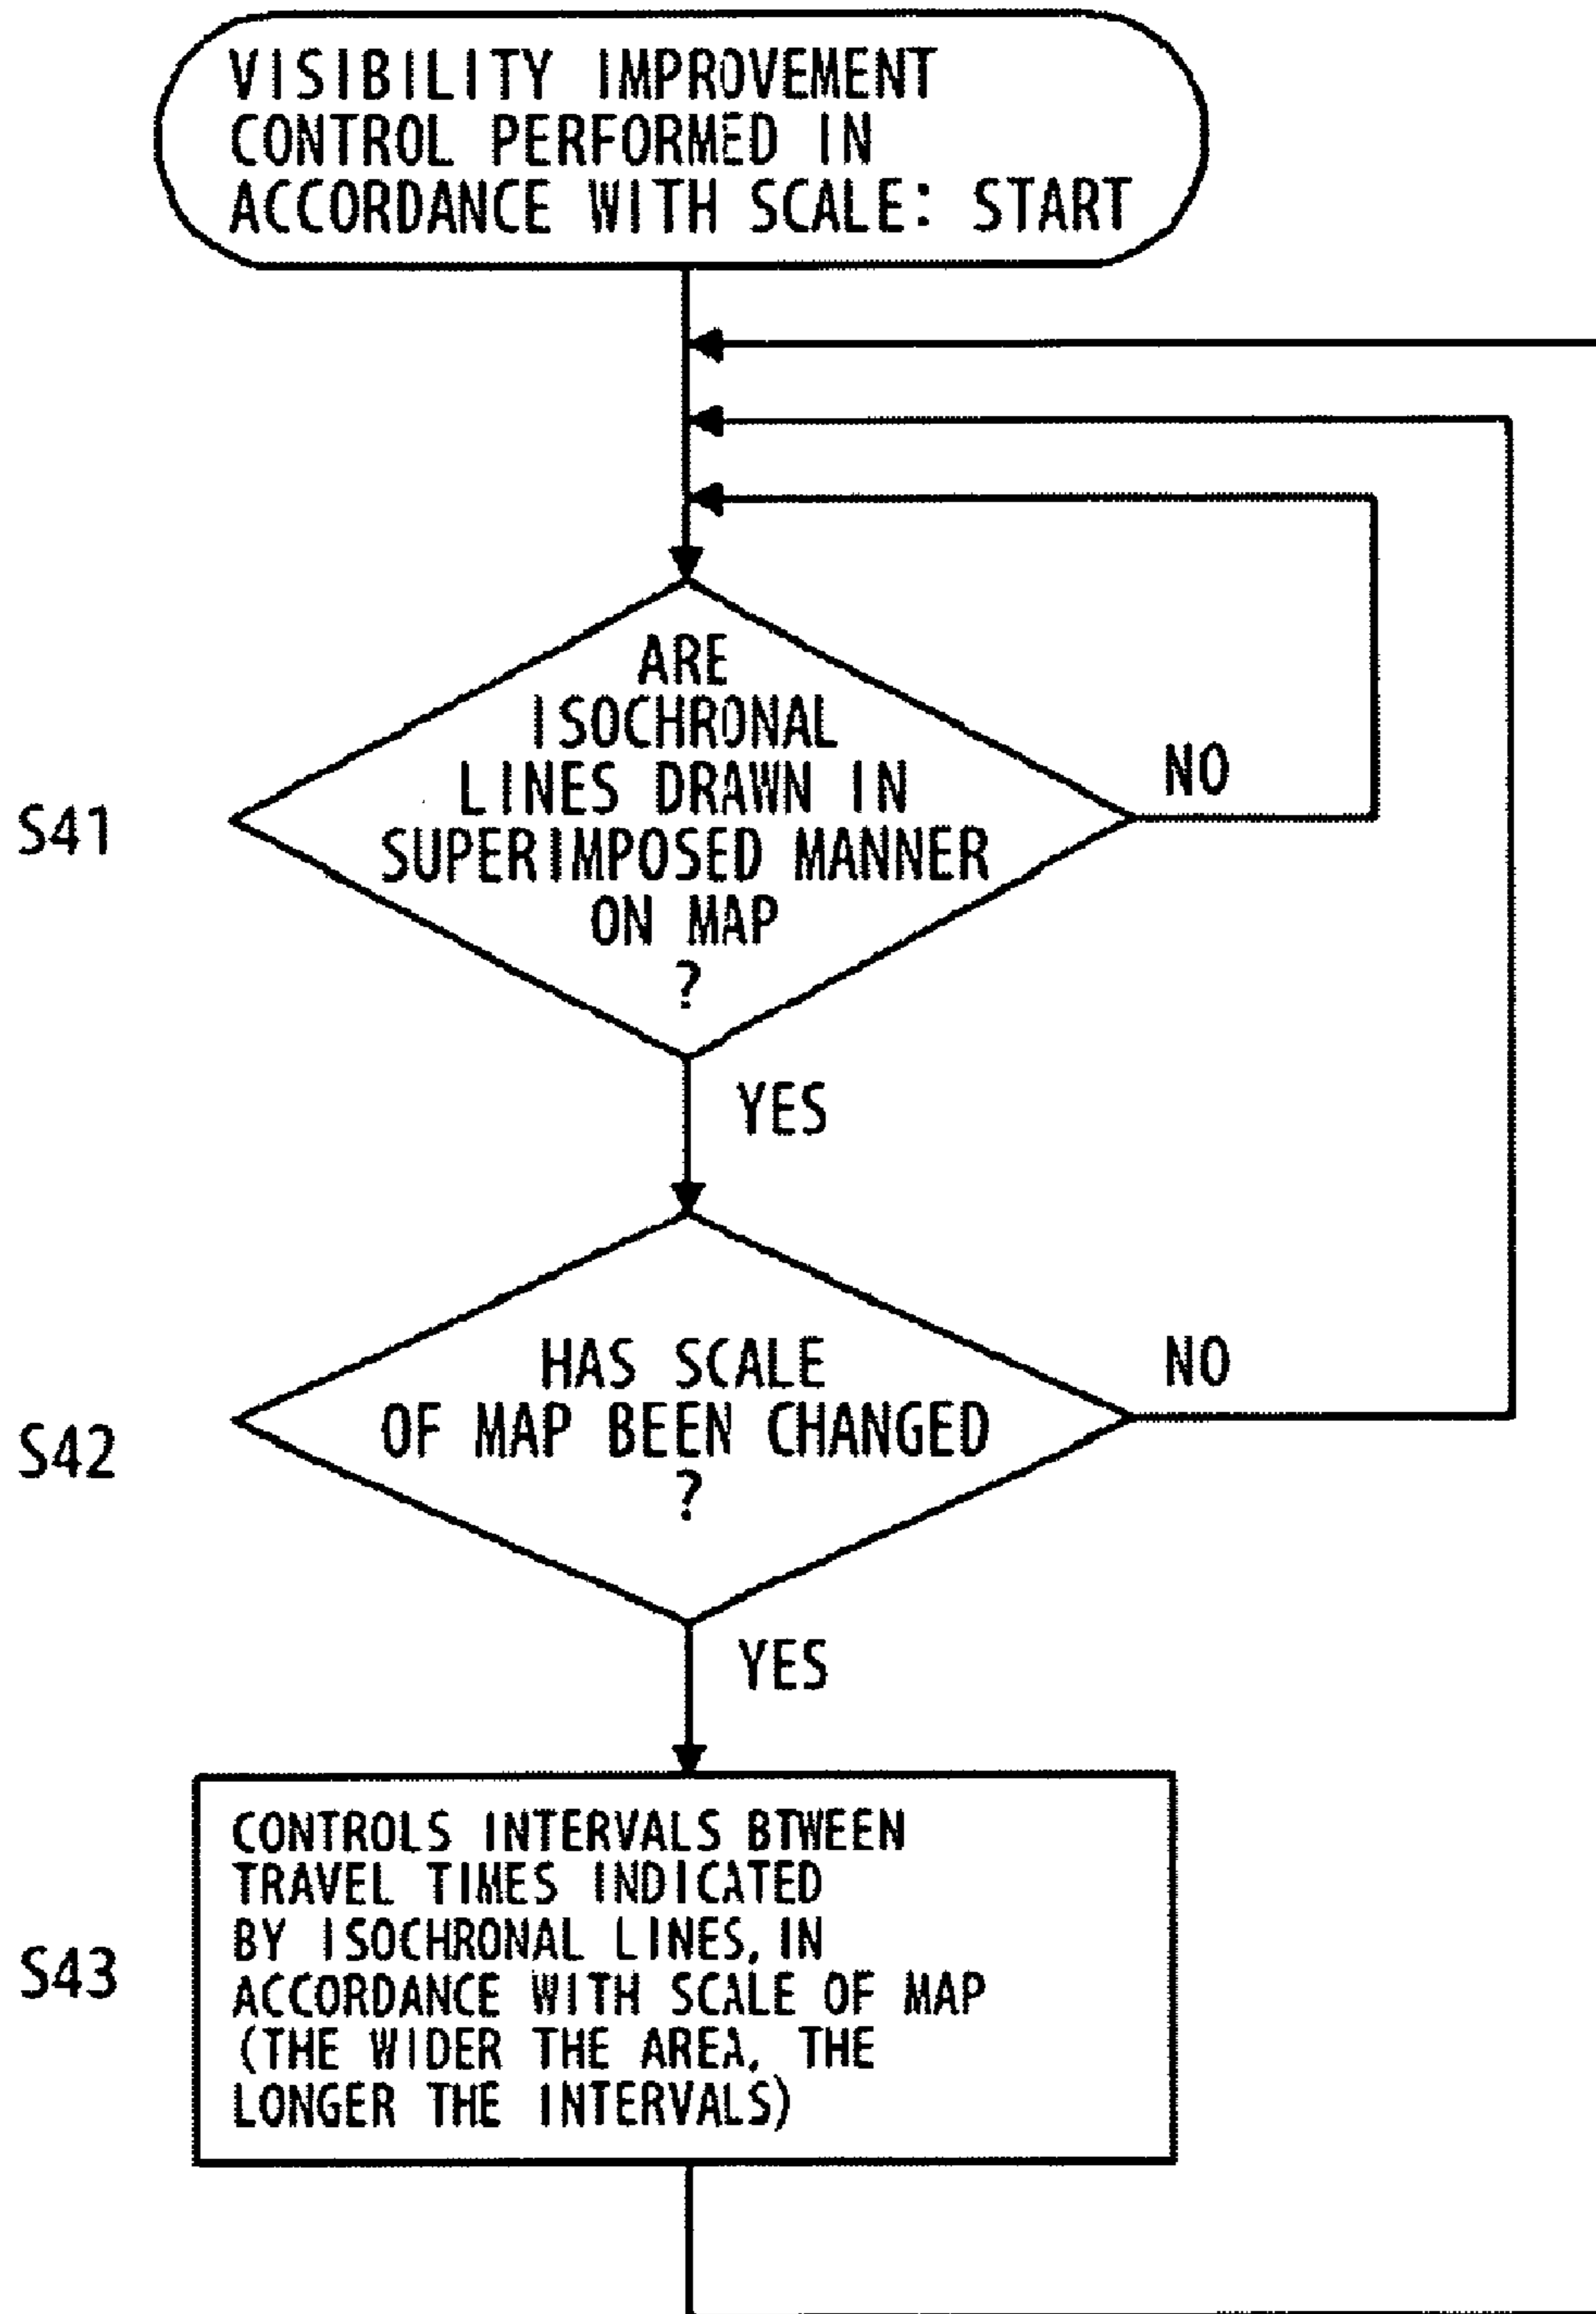 VISIBILITY IMPROVEMENT
CONTROL PERFORMED IN
ACCORDANCE WITH SCALE: START
ARE
ISOCHRONAL
LINES DRAWN IN
SUPERIMPOSED MANNER
ON MAP
?
NO
S41
YES
HAS SCALE
OF MAP BEEN CHANGED
?
NO
S42
YES
CONTROLS INTERVALS BTWEEN
TRAVEL TIMES INDICATED
BY ISOCHRONAL LINES, IN
ACCORDANCE WITH SCALE OF MAP
(THE WIDER THE AREA, THE
LONGER THE INTERVALS)
S43